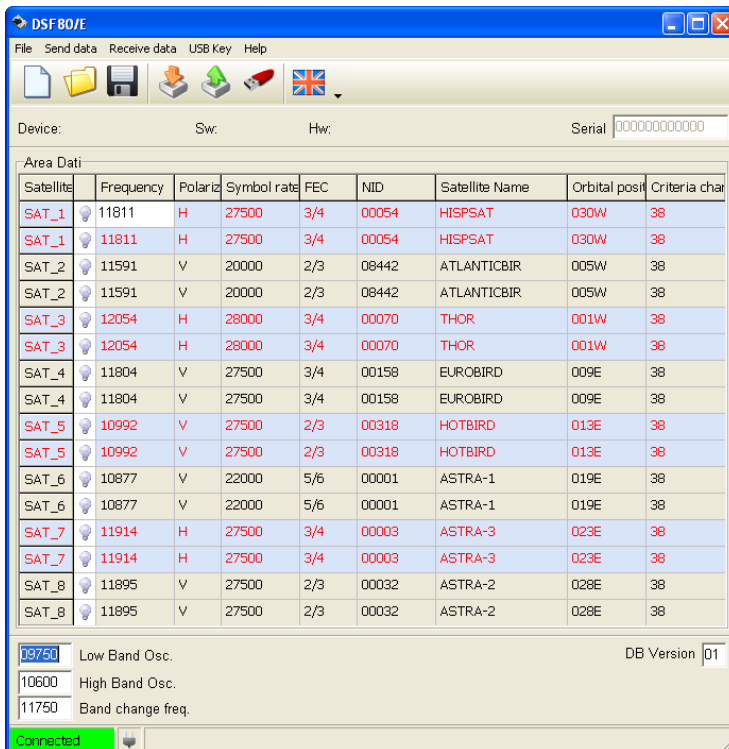 DSF80/E
File Send data Receive data USB Key Help
Device: Sw: Hw: Serial 000000000000
Area Dati
Satellite Frequency Polariz Symbol rate FEC NID Satellite Name Orbital posit Criteria char
SAT_1 11811 H 27500 3/4 00054 HISPSAT 030W 38
SAT_1 11811 H 27500 3/4 00054 HISPSAT 030W 38
SAT_2 11591 V 20000 2/3 08442 ATLANTICBIR 005W 38
SAT_2 11591 V 20000 2/3 08442 ATLANTICBIR 005W 38
SAT_3 12054 H 28000 3/4 00070 THOR 001W 38
SAT_3 12054 H 28000 3/4 00070 THOR 001W 38
SAT_4 11804 V 27500 3/4 00158 EUROBIRD 009E 38
SAT_4 11804 V 27500 3/4 00158 EUROBIRD 009E 38
SAT_5 10992 V 27500 2/3 00318 HOTBIRD 013E 38
SAT_5 10992 V 27500 2/3 00318 HOTBIRD 013E 38
SAT_6 10877 V 22000 5/6 00001 ASTRA-1 019E 38
SAT_6 10877 V 22000 5/6 00001 ASTRA-1 019E 38
SAT_7 11914 H 27500 3/4 00003 ASTRA-3 023E 38
SAT_7 11914 H 27500 3/4 00003 ASTRA-3 023E 38
SAT_8 11895 V 27500 2/3 00032 ASTRA-2 028E 38
SAT_8 11895 V 27500 2/3 00032 ASTRA-2 028E 38
09750 Low Band Osc. DB Version 01
10600 High Band Osc.
11750 Band change freq.
Connected